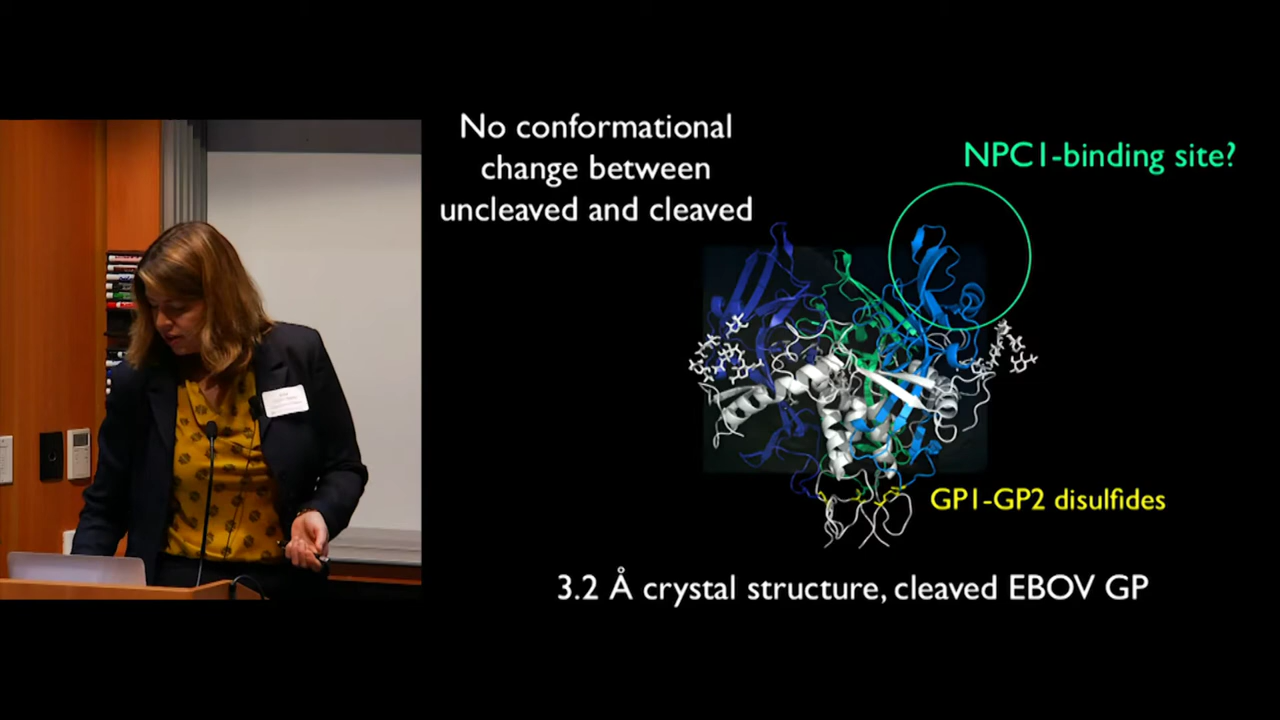 No conformational
change between
uncleaved and cleaved
NPC1-binding site?
GP1-GP2 disulfides
3.2 Å crystal structure, cleaved EBOV GP